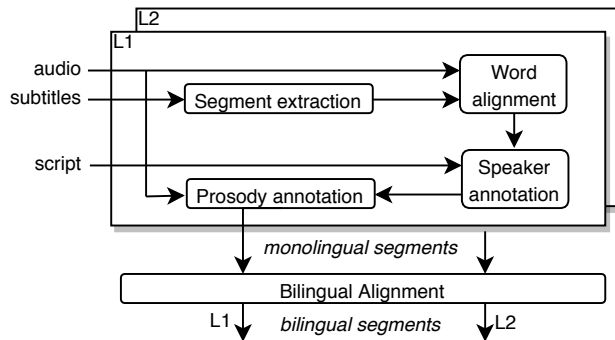 L2
L1
audio
Word
alignment
subtitles
Segment extraction
script
Speaker
annotation
Prosody annotation
monolingual segments
Bilingual Alignment
L1
bilingual segments
L2